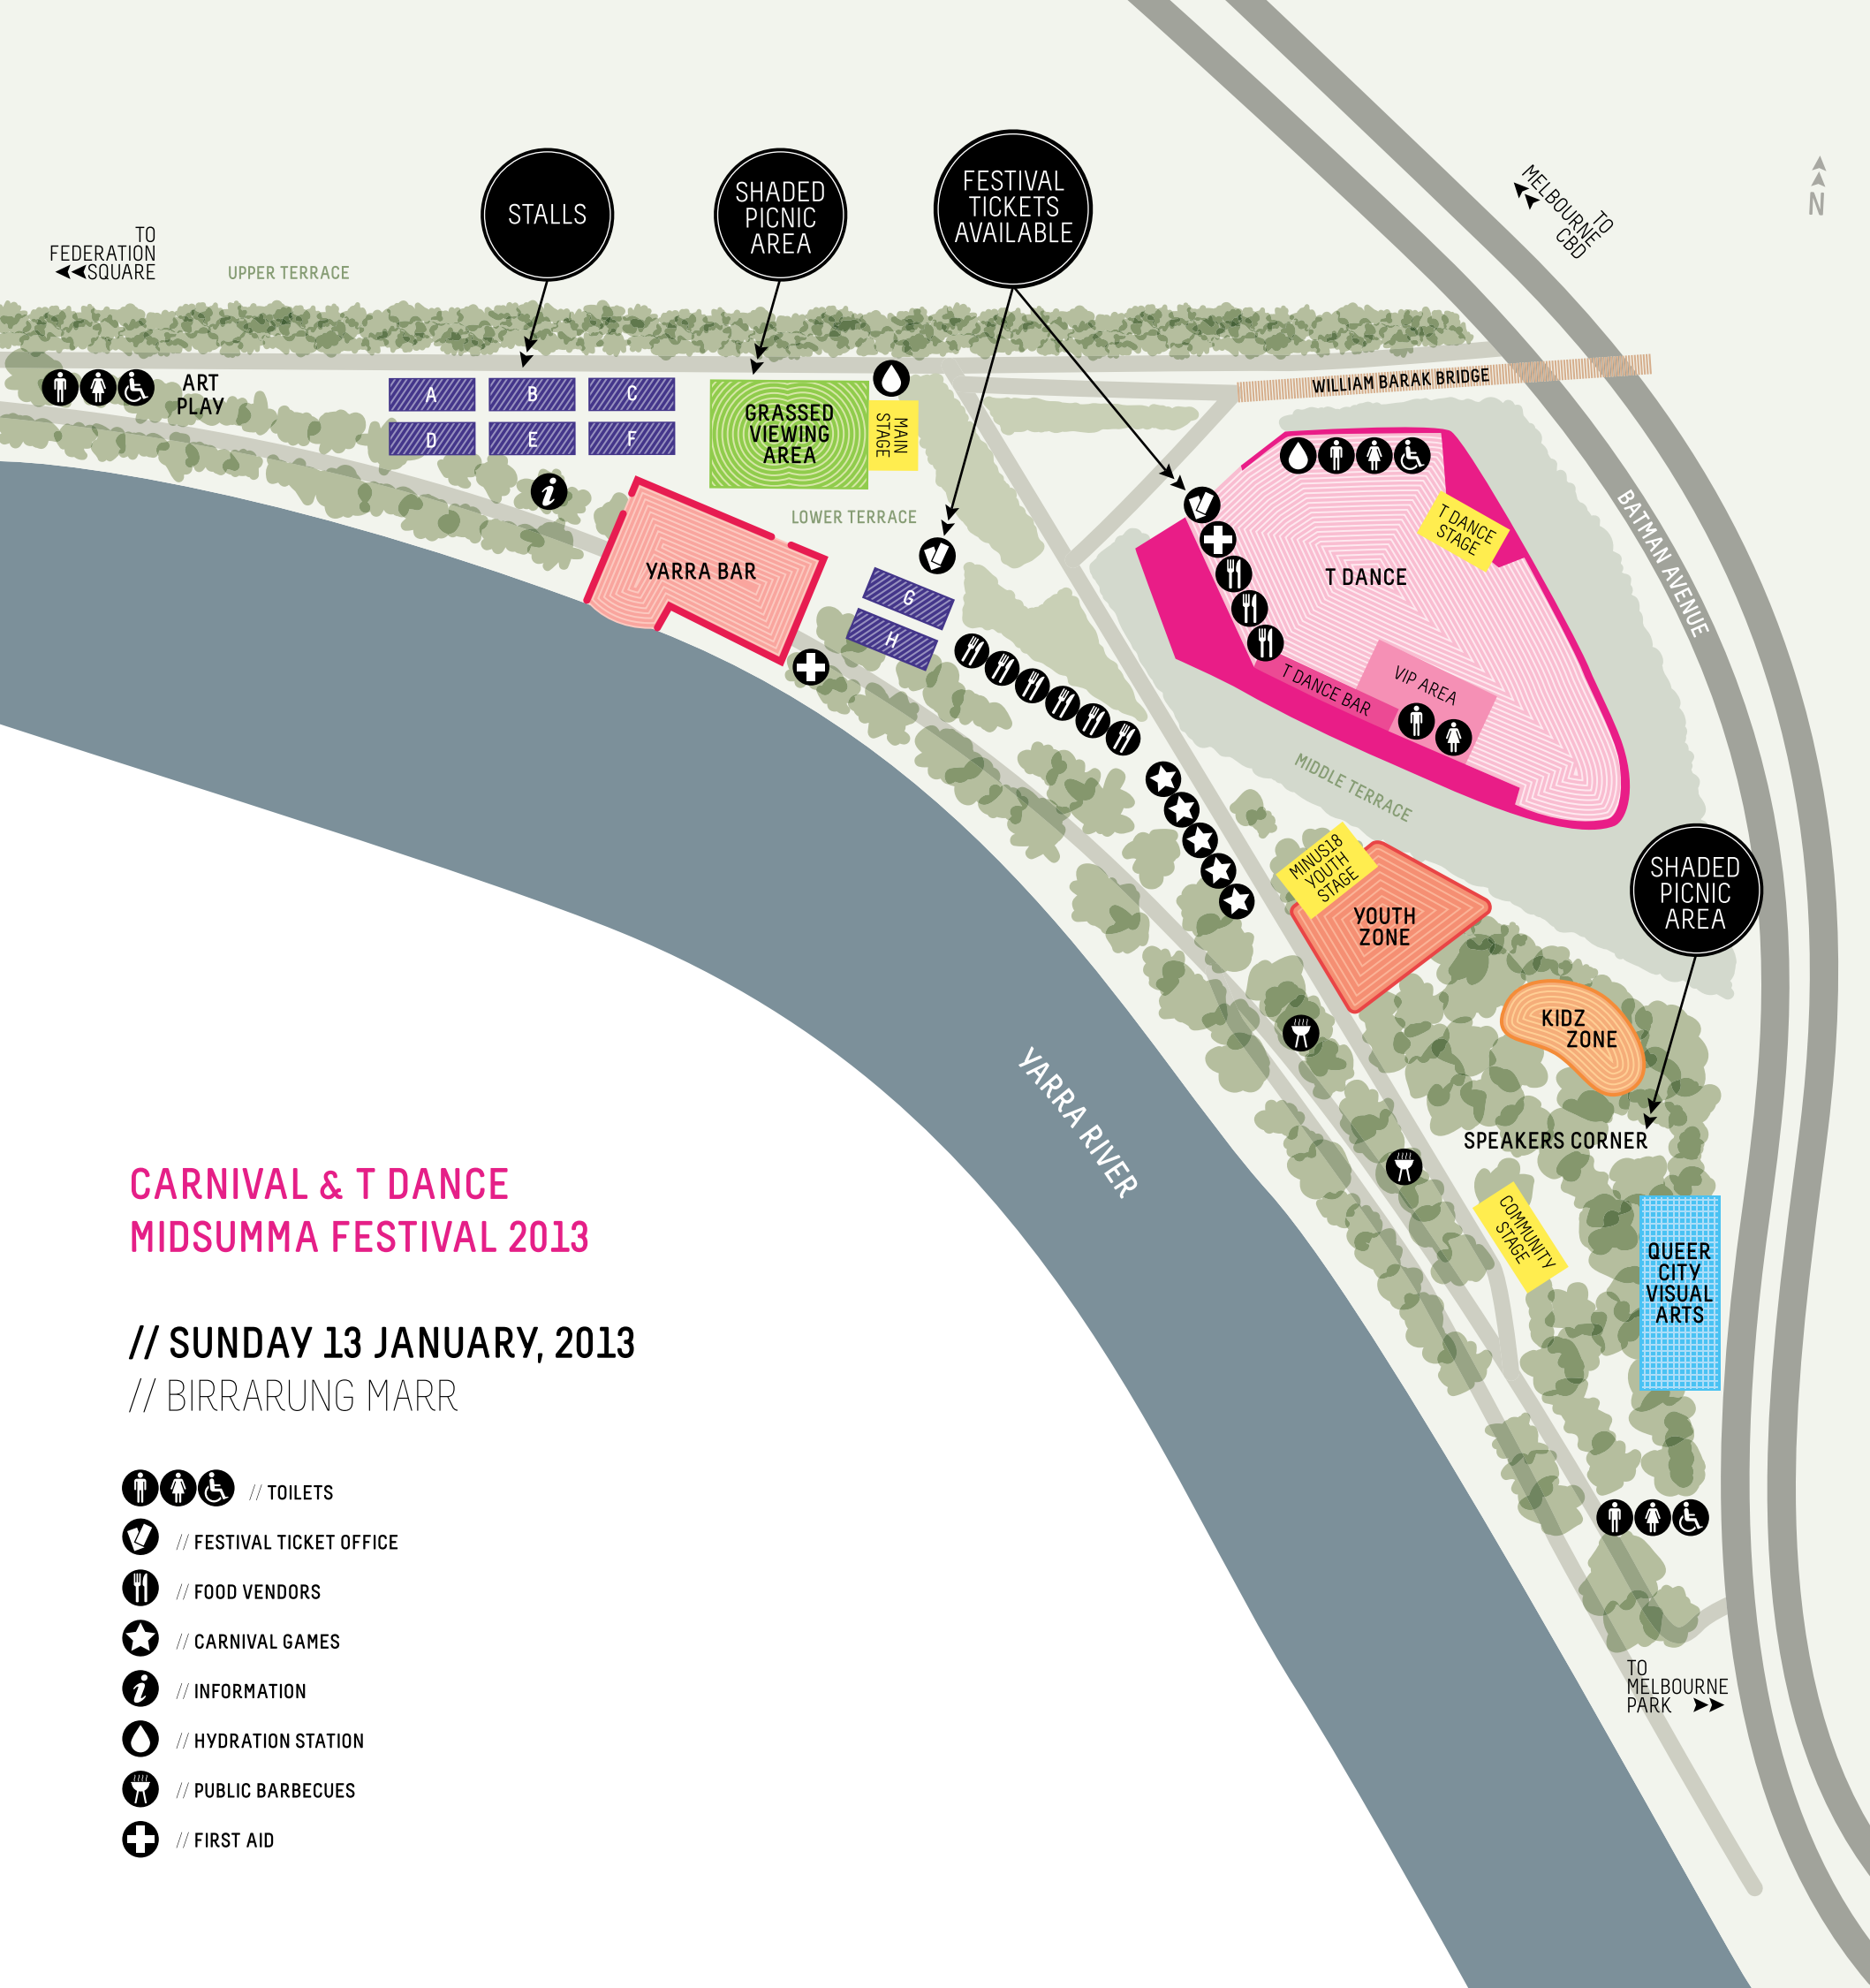 STALLS
SHADED
PICNIC
AREA
FESTIVAL
TICKETS
AVAILABLE
TO
FEDERATION
SQUARE
UPPER TERRACE
TO
MELBOURNE
CBD
N
ART
PLAY
A
B
C
D
E
F
GRASSED
VIEWING
AREA
MAIN
STAGE
WILLIAM BARAK BRIDGE
LOWER TERRACE
YARRA BAR
G
H
T DANCE
STAGE
T DANCE
VIP AREA
T DANCE BAR
BATMAN AVENUE
MIDDLE TERRACE
MINUS18
YOUTH
STAGE
YOUTH
ZONE
SHADED
PICNIC
AREA
KIDZ
ZONE
SPEAKERS CORNER
YARRA RIVER
COMMUNITY
STAGE
QUEER
CITY
VISUAL
ARTS
TO
MELBOURNE
PARK
CARNIVAL & T DANCE
MIDSUMMA FESTIVAL 2013
// SUNDAY 13 JANUARY, 2013
// BIRRARUNG MARR
// TOILETS
// FESTIVAL TICKET OFFICE
// FOOD VENDORS
// CARNIVAL GAMES
// INFORMATION
// HYDRATION STATION
// PUBLIC BARBECUES
// FIRST AID